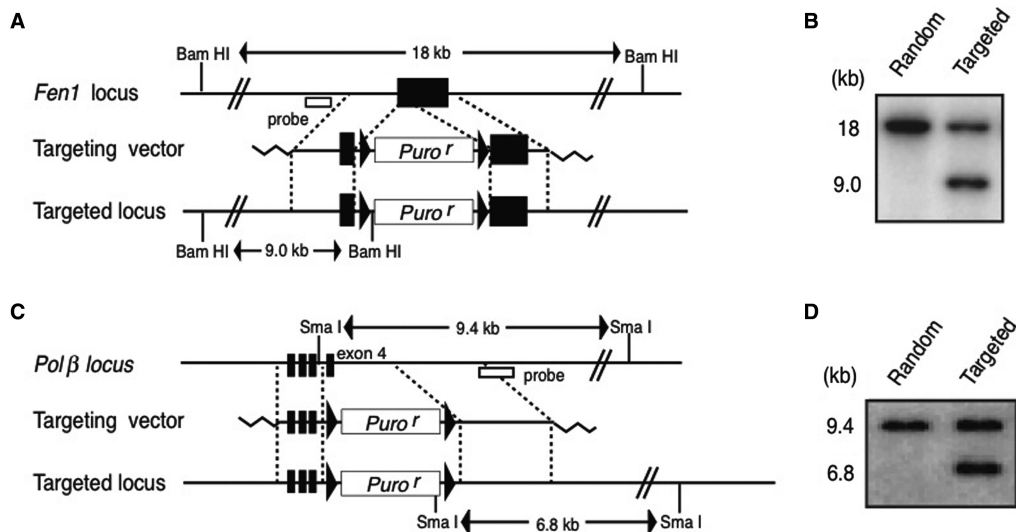 A
Bam HI
18 kb
Bam HI
Fen1 locus
probe
Targeting vector
Puro r
Targeted locus
Puro r
Bam HI
9.0 kb
Bam HI
B
Random
Targeted
(kb)
18
9.0
C
Sma I
9.4 kb
Sma I
Pol β locus
exon 4
probe
Targeting vector
Puro r
Targeted locus
Puro r
Sma I
6.8 kb
Sma I
D
Random
Targeted
(kb)
9.4
6.8